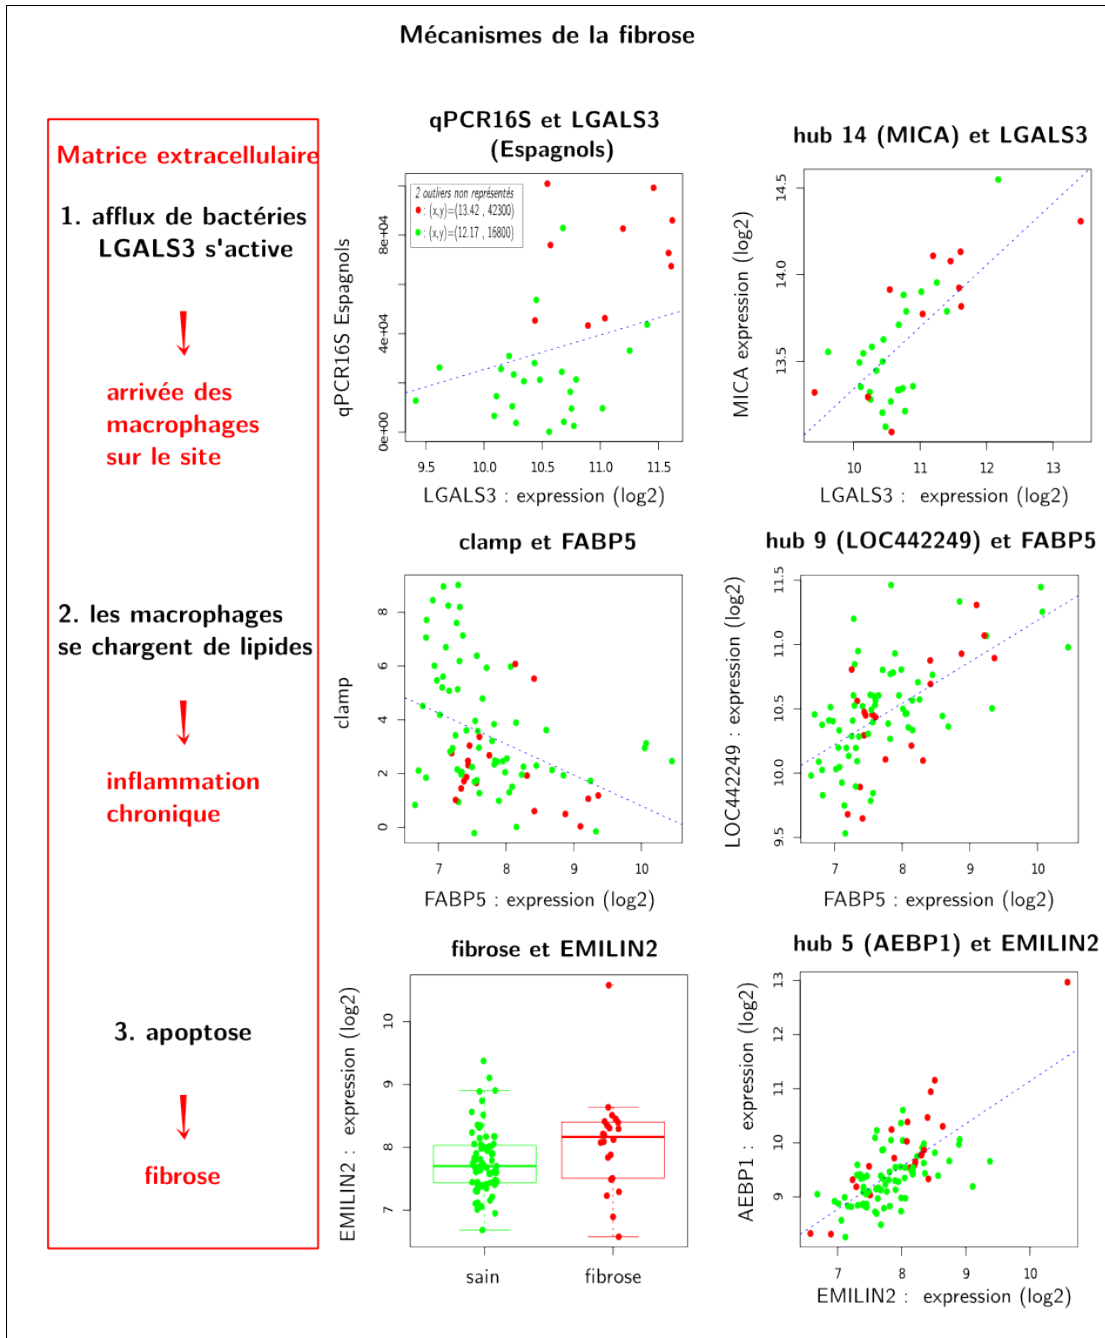 Mécanismes de la fibrose
Matrice extracellulaire
1. afflux de bactéries
LGALS3 s'active
arrivée des
macrophages
sur le site
2. les macrophages
se chargent de lipides
inflammation
chronique
3. apoptose
fibrose
qPCR16S et LGALS3
(Espagnols)
2 outliers non représentés
: (x,y)=(13.42 , 42300)
: (x,y)=(12.17 , 16800)
qPCR16S Espagnols
0e+00 4e+04 8e+04
9.5 10.0 10.5 11.0 11.5
LGALS3 : expression (log2)
hub 14 (MICA) et LGALS3
MICA expression (log2)
13.5 14.0 14.5
10 11 12 13
LGALS3 : expression (log2)
clamp et FABP5
clamp
0 2 4 6 8
7 8 9 10
FABP5 : expression (log2)
hub 9 (LOC442249) et FABP5
LOC442249 : expression (log2)
9.5 10.0 10.5 11.0 11.5
7 8 9 10
FABP5 : expression (log2)
fibrose et EMILIN2
EMILIN2 : expression (log2)
7 8 9 10
sain fibrose
hub 5 (AEBP1) et EMILIN2
AEBP1 : expression (log2)
9 10 11 12 13
7 8 9 10
EMILIN2 : expression (log2)